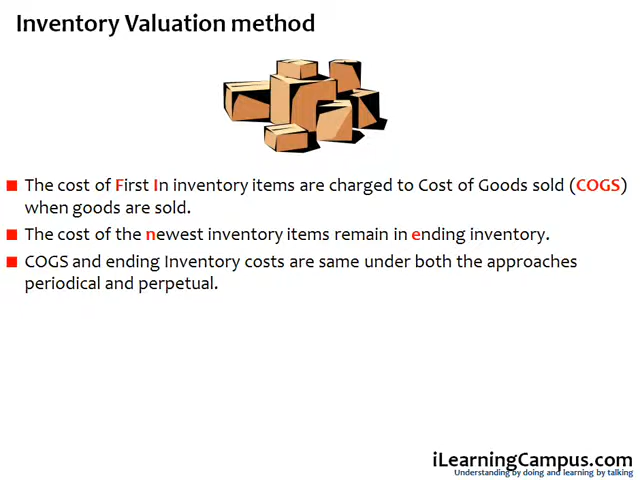 Inventory Valuation method
The cost of First In inventory items are charged to Cost of Goods sold (COGS)
when goods are sold.
The cost of the newest inventory items remain in ending inventory.
COGS and ending Inventory costs are same under both the approaches
periodical and perpetual.
iLearningCampus.com
Understanding by doing and learning by talking